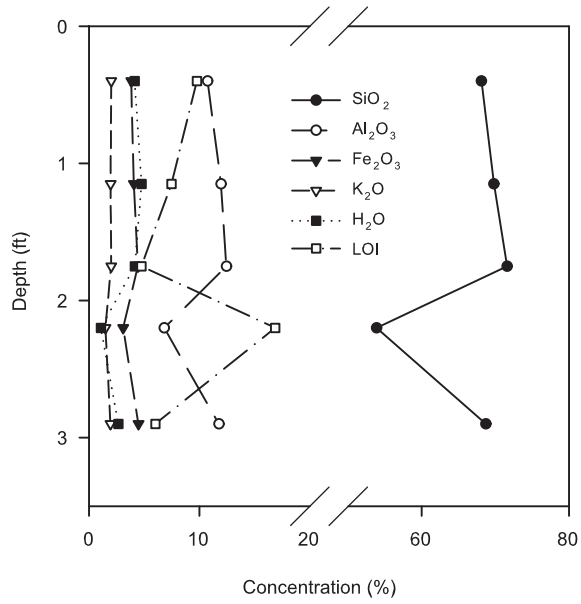 0
1
2
3
Depth (ft)
SiO₂
Al₂O₃
Fe₂O₃
K₂O
H₂O
LOI
0 10 20 60 80
Concentration (%)